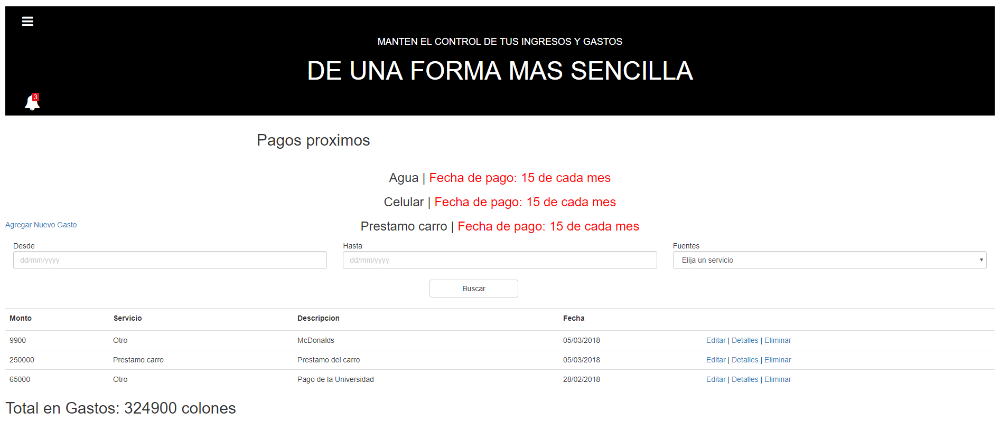 MANTEN EL CONTROL DE TUS INGRESOS Y GASTOS
DE UNA FORMA MAS SENCILLA
3
Pagos proximos
Agua | Fecha de pago: 15 de cada mes
Celular | Fecha de pago: 15 de cada mes
Prestamo carro | Fecha de pago: 15 de cada mes
Agregar Nuevo Gasto
Desde Hasta Fuentes
dd/mm/yyyy dd/mm/yyyy Elija un servicio
Buscar
Monto Servicio Descripcion Fecha
9900 Otro McDonalds 05/03/2018 Editar | Detalles | Eliminar
250000 Prestamo carro Prestamo del carro 05/03/2018 Editar | Detalles | Eliminar
65000 Otro Pago de la Universidad 28/02/2018 Editar | Detalles | Eliminar
Total en Gastos: 324900 colones